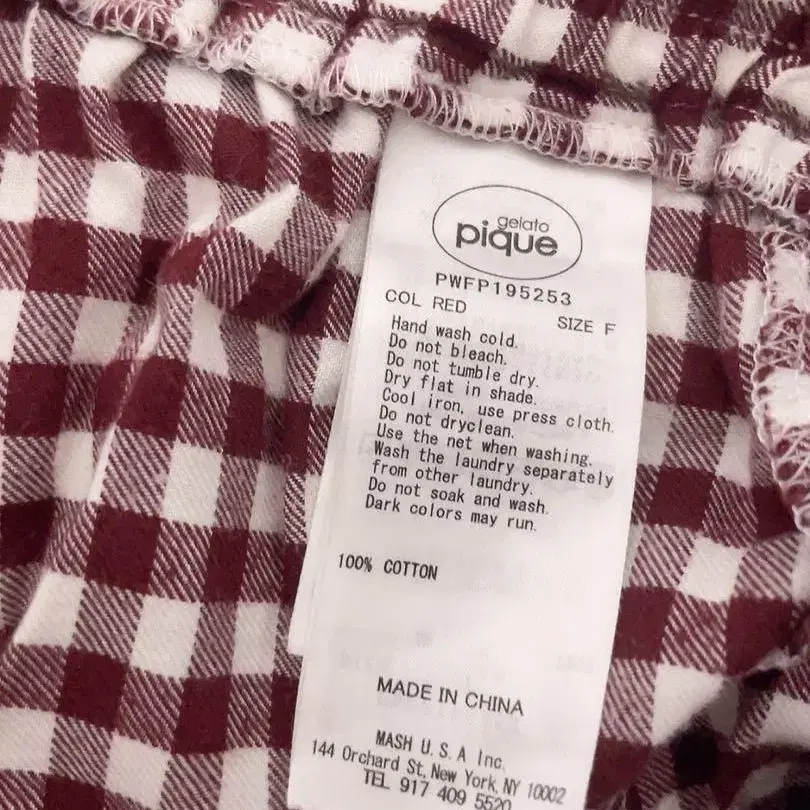 gelato
pique
PWFP195253
COL RED
SIZE F
Hand wash cold.
Do not bleach.
Do not tumble dry.
Dry flat in shade.
Cool iron, use press cloth.
Do not dryclean.
Use the net when washing.
Wash the laundry separately
from other laundry.
Do not soak and wash.
Dark colors may run.
100% COTTON
MADE IN CHINA
MASH U.S.A Inc.
144 Orchard St, New York, NY 10002
TEL 917 409 5520